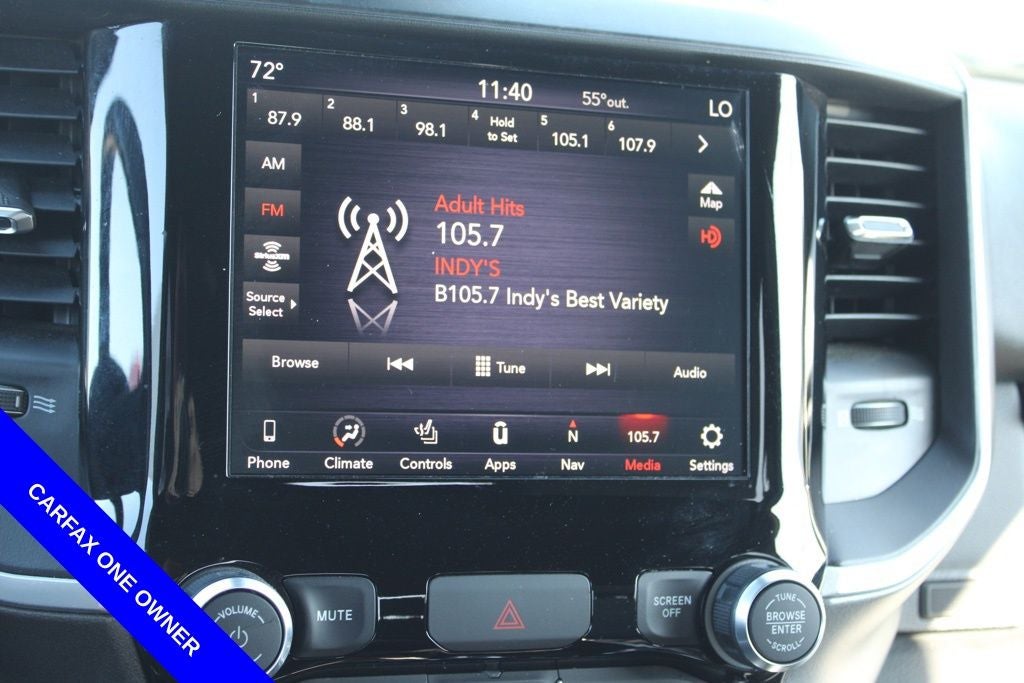 72°
11:40
55°out.
LO
1 87.9
2 88.1
3 98.1
4 Hold to Set
5 105.1
6 107.9
AM
FM
SiriusXM
Source
Select
Adult Hits
105.7
INDY'S
B105.7 Indy's Best Variety
Map
HD
Browse
Tune
Audio
N
105.7
Phone
Climate
Controls
Apps
Nav
Media
Settings
VOLUME
MUTE
SCREEN
OFF
TUNE
BROWSE
ENTER
SCROLL
CARFAX ONE OWNER